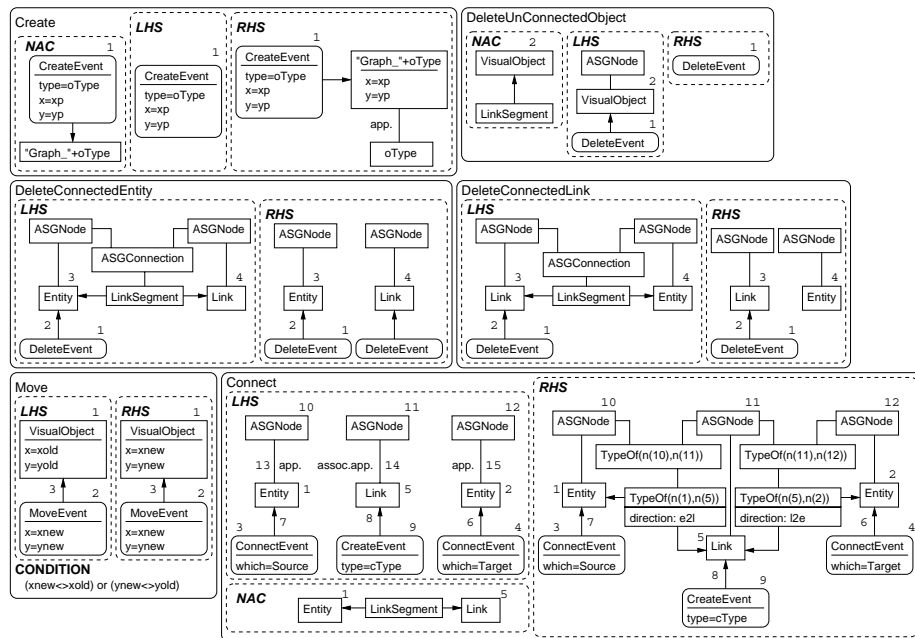 Create
NAC
1
CreateEvent
type=oType
x=xp
y=yp
"Graph_"+oType
LHS
1
CreateEvent
type=oType
x=xp
y=yp
RHS
1
CreateEvent
type=oType
x=xp
y=yp
"Graph_"+oType
x=xp
y=yp
app.
oType
DeleteUnConnectedObject
NAC
2
VisualObject
LinkSegment
LHS
ASGNode
2
VisualObject
1
DeleteEvent
RHS
1
DeleteEvent
DeleteConnectedEntity
LHS
ASGNode
ASGNode
ASGConnection
3
4
Entity
LinkSegment
Link
2
1
DeleteEvent
RHS
ASGNode
ASGNode
3
4
Entity
Link
2
1
DeleteEvent
DeleteEvent
DeleteConnectedLink
LHS
ASGNode
ASGNode
ASGConnection
3
4
Link
LinkSegment
Entity
2
1
DeleteEvent
RHS
ASGNode
ASGNode
3
4
Link
Entity
2
1
DeleteEvent
Move
LHS
1
VisualObject
x=xold
y=yold
3
2
MoveEvent
x=xnew
y=ynew
RHS
1
VisualObject
x=xnew
y=ynew
3
2
MoveEvent
x=xnew
y=ynew
CONDITION
(xnew<>xold) or (ynew<>yold)
Connect
LHS
10
11
12
ASGNode
ASGNode
ASGNode
13
app.
assoc.app.
14
app.
15
Entity
1
Link
5
Entity
2
3
7
8
9
6
4
ConnectEvent
which=Source
CreateEvent
type=cType
ConnectEvent
which=Target
NAC
1
5
Entity
LinkSegment
Link
RHS
10
11
12
ASGNode
ASGNode
ASGNode
TypeOf(n(10),n(11))
TypeOf(n(11),n(12))
1
2
Entity
TypeOf(n(1),n(5))
direction: e2l
TypeOf(n(5),n(2))
direction: l2e
Entity
3
7
5
6
4
ConnectEvent
which=Source
Link
ConnectEvent
which=Target
8
9
CreateEvent
type=cType